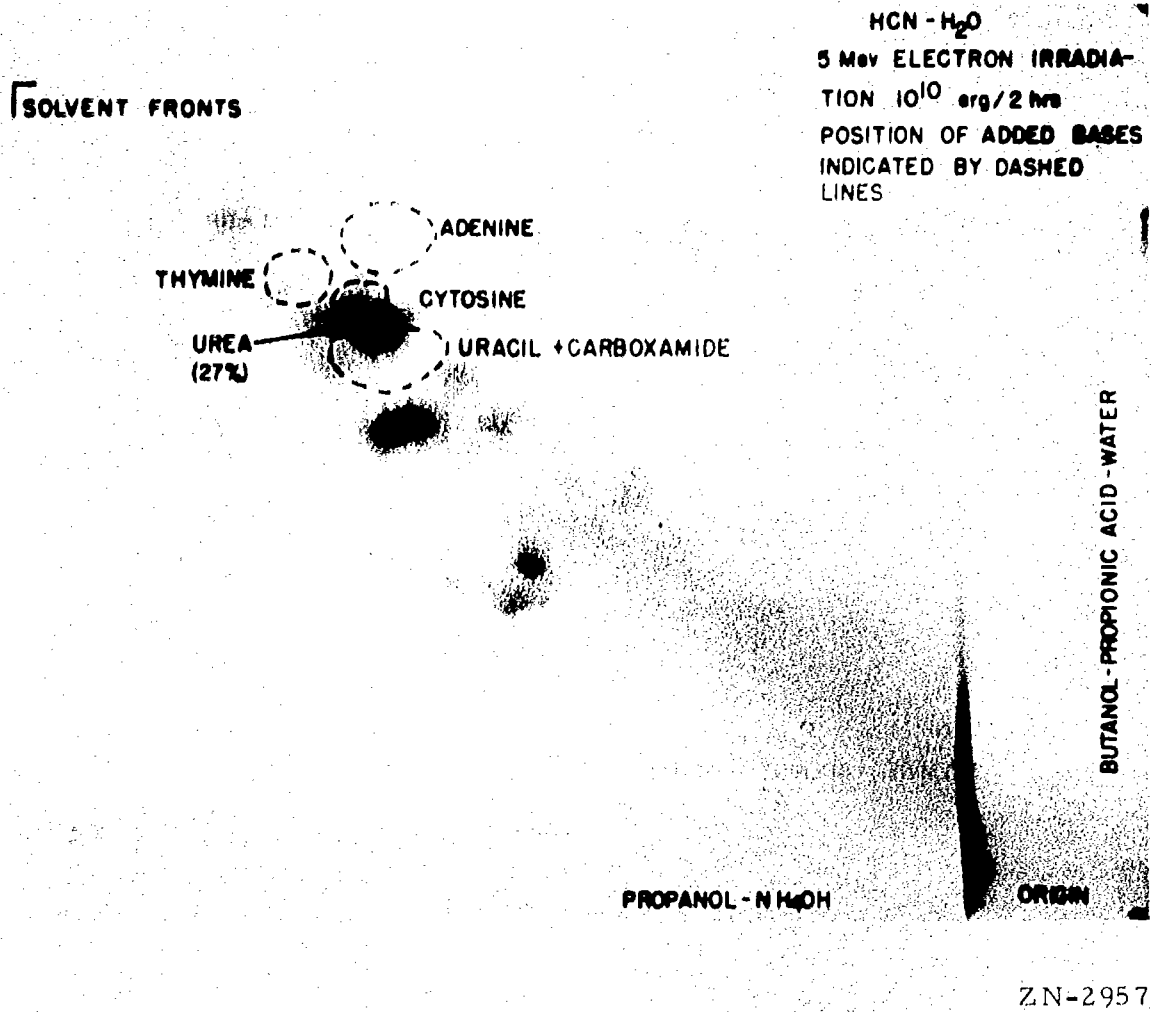 HCN - H2O
5 Mev ELECTRON IRRADIA-
TION 10^10 erg/2 hrs
POSITION OF ADDED BASES
INDICATED BY DASHED
LINES
SOLVENT FRONTS
ADENINE
THYMINE
CYTOSINE
UREA
(27%)
URACIL + CARBOXAMIDE
BUTANOL-PROPIONIC ACID-WATER
PROPANOL - NH4OH
ORIGIN
ZN-2957